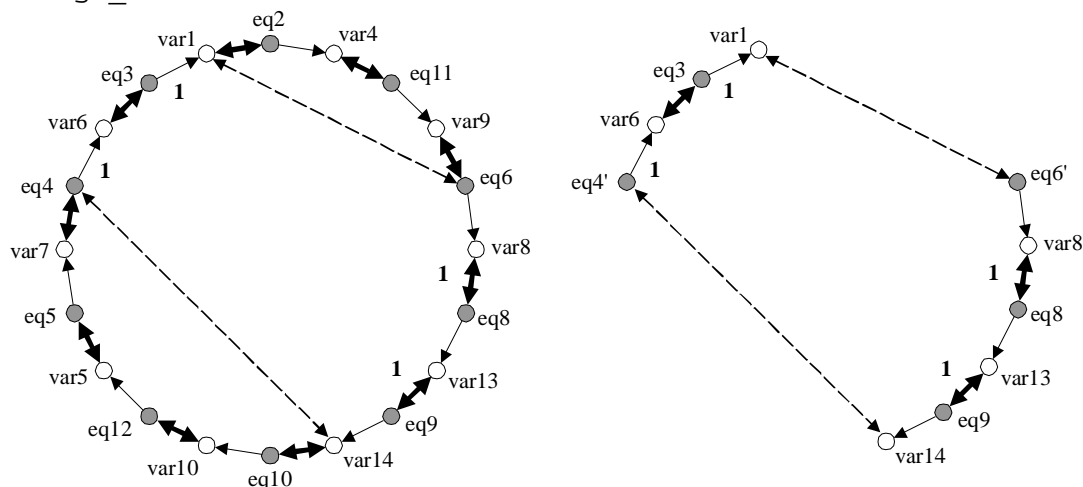 eq2
var1
var4
eq3
eq11
1
var6
var9
1
eq4
eq6
var7
var8
1
eq5
eq8
var5
1
var13
eq12
eq9
var10
var14
eq10
var1
eq3
1
var6
1
eq4'
eq6'
var8
1
eq8
1
var13
eq9
var14